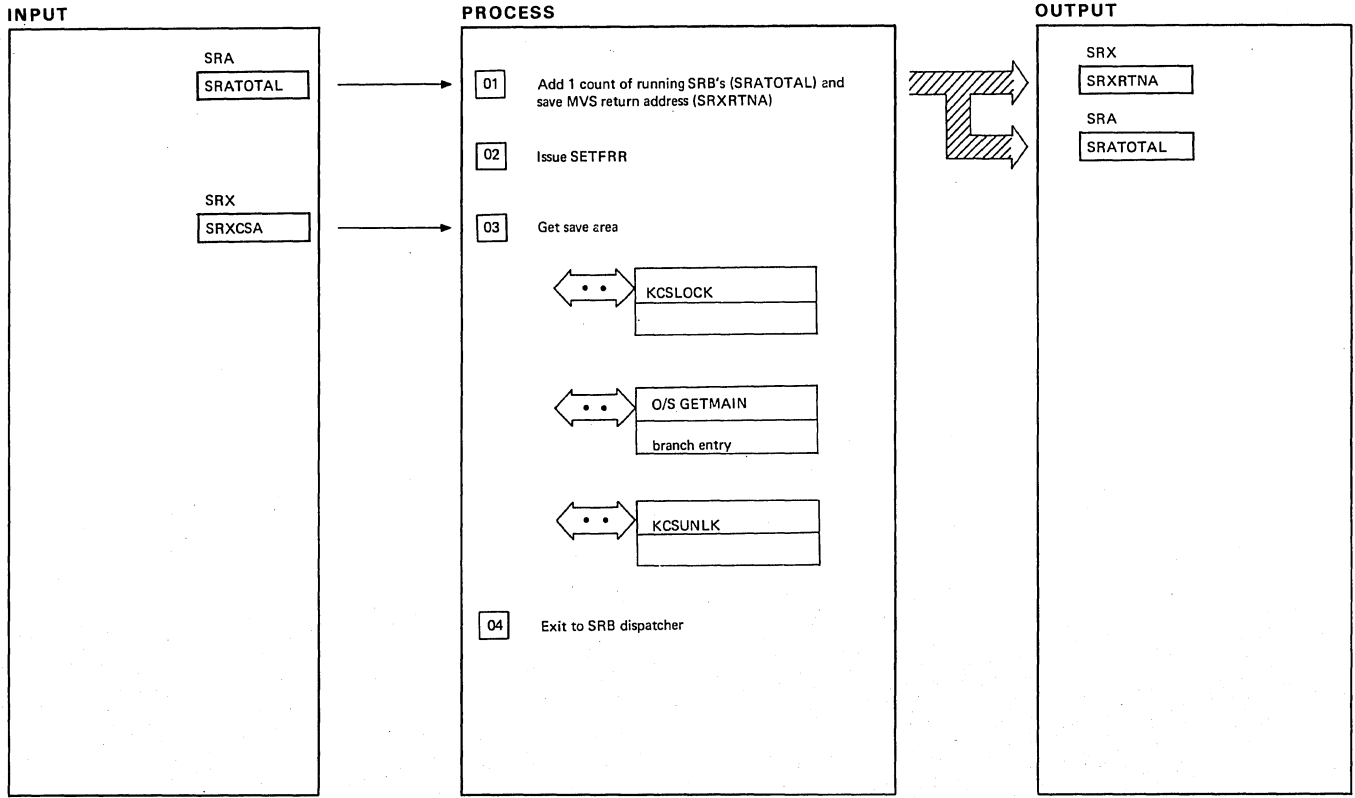 INPUT
PROCESS
OUTPUT
SRA
SRATOTAL
SRX
SRXCSA
01 Add 1 count of running SRB's (SRATOTAL) and
save MVS return address (SRXRTNA)
02 Issue SETFRR
03 Get save area
KCSLOCK
O/S GETMAIN
branch entry
KCSUNLK
04 Exit to SRB dispatcher
SRX
SRXRTNA
SRA
SRATOTAL